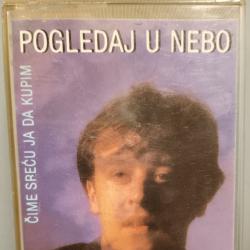 POGLEDAJ U NEBO
ČIME SREĆU JA DA KUPIM